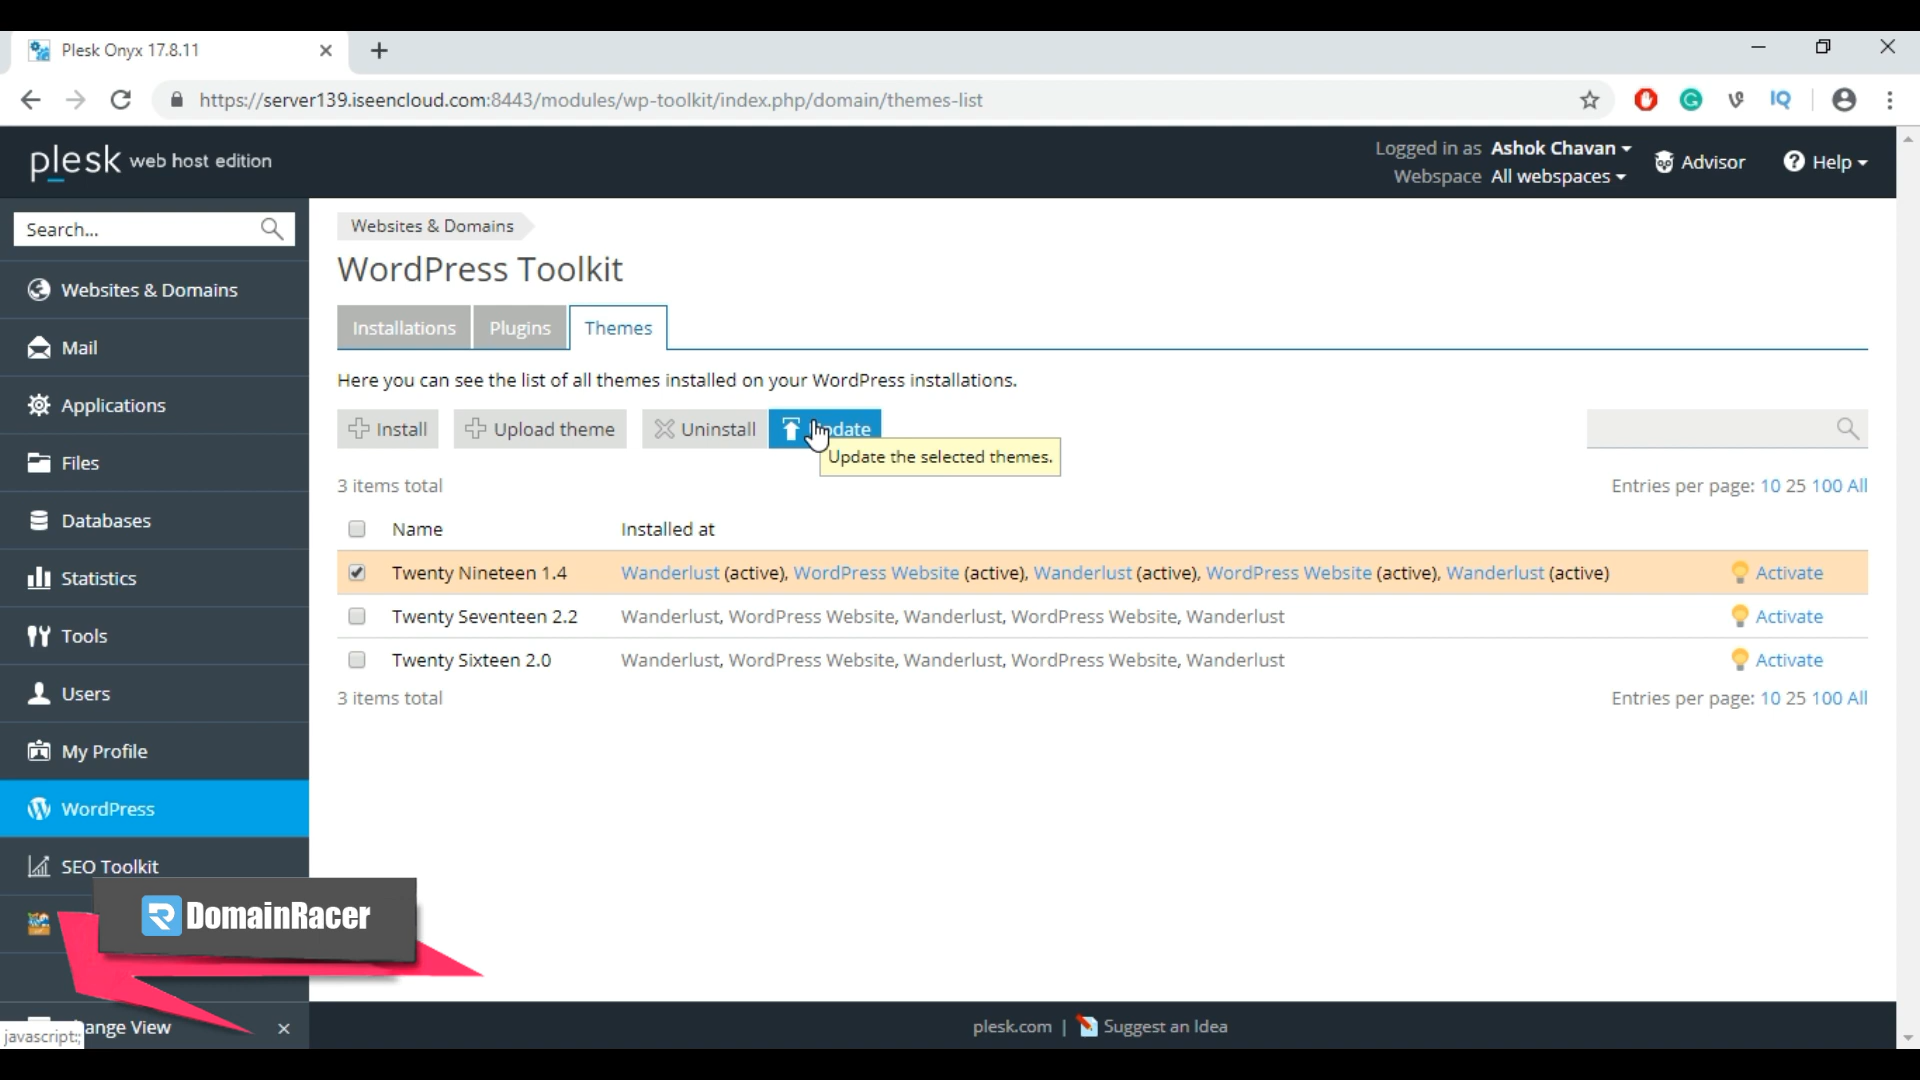 Plesk Onyx 17.8.11
https://server139.iseencloud.com:8443/modules/wp-toolkit/index.php/domain/themes-list
IQ
plesk web host edition
Logged in as Ashok Chavan
Webspace All webspaces
Advisor
Help
Search...
Websites & Domains
Mail
Applications
Files
Databases
Statistics
Tools
Users
My Profile
WordPress
SEO Toolkit
ange View
javascript:;
DomainRacer
Websites & Domains
WordPress Toolkit
Installations Plugins Themes
Here you can see the list of all themes installed on your WordPress installations.
Install Upload theme Uninstall pdate
Update the selected themes.
3 items total
Entries per page: 10 25 100 All
Name Installed at
Twenty Nineteen 1.4 Wanderlust (active), WordPress Website (active), Wanderlust (active), WordPress Website (active), Wanderlust (active) Activate
Twenty Seventeen 2.2 Wanderlust, WordPress Website, Wanderlust, WordPress Website, Wanderlust Activate
Twenty Sixteen 2.0 Wanderlust, WordPress Website, Wanderlust, WordPress Website, Wanderlust Activate
3 items total
Entries per page: 10 25 100 All
plesk.com | Suggest an Idea